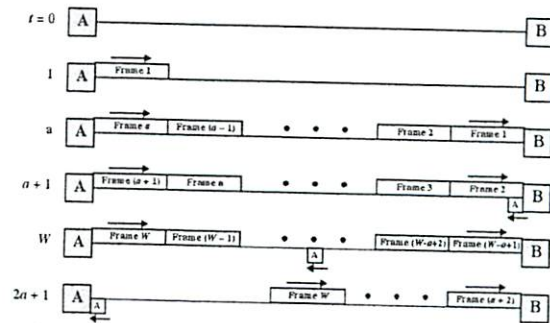 t = 0 A B
1 A Frame 1 B
a A Frame a Frame (a - 1) • • • Frame 2 Frame 1 B
a + 1 A Frame (a + 1) Frame a • • • Frame 3 Frame 2 A B
W A Frame W Frame (W - 1) • • • A Frame (W-a+2) Frame (W-a+1) B
2a + 1 A A Frame W • • • Frame (a + 2) B